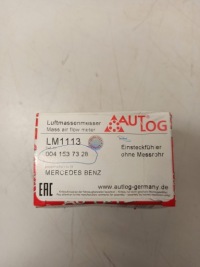 Luftmassenmesser
Mass air flow meter
AUTLOG
LM1113
004 153 73 28
Einsteckfühler
ohne Messrohr
MERCEDES BENZ
EAC
www.autlog-germany.de